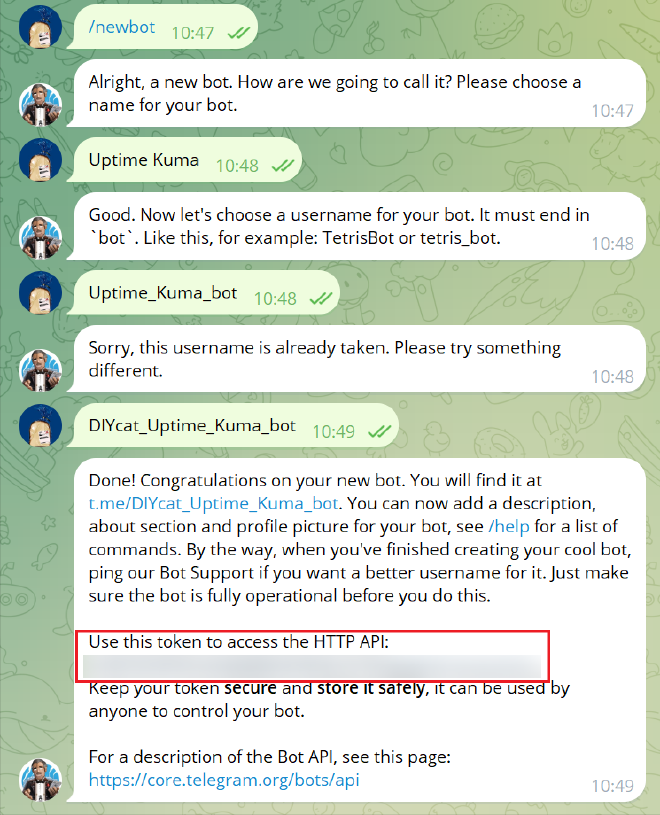 /newbot 10:47
Alright, a new bot. How are we going to call it? Please choose a
name for your bot.
10:47
Uptime Kuma 10:48
Good. Now let's choose a username for your bot. It must end in
`bot`. Like this, for example: TetrisBot or tetris_bot.
10:48
Uptime_Kuma_bot 10:48
Sorry, this username is already taken. Please try something
different.
10:48
DIYcat_Uptime_Kuma_bot 10:49
Done! Congratulations on your new bot. You will find it at
t.me/DIYcat_Uptime_Kuma_bot. You can now add a description,
about section and profile picture for your bot, see /help for a list of
commands. By the way, when you've finished creating your cool bot,
ping our Bot Support if you want a better username for it. Just make
sure the bot is fully operational before you do this.
Use this token to access the HTTP API:
Keep your token secure and store it safely, it can be used by
anyone to control your bot.
For a description of the Bot API, see this page:
https://core.telegram.org/bots/api
10:49